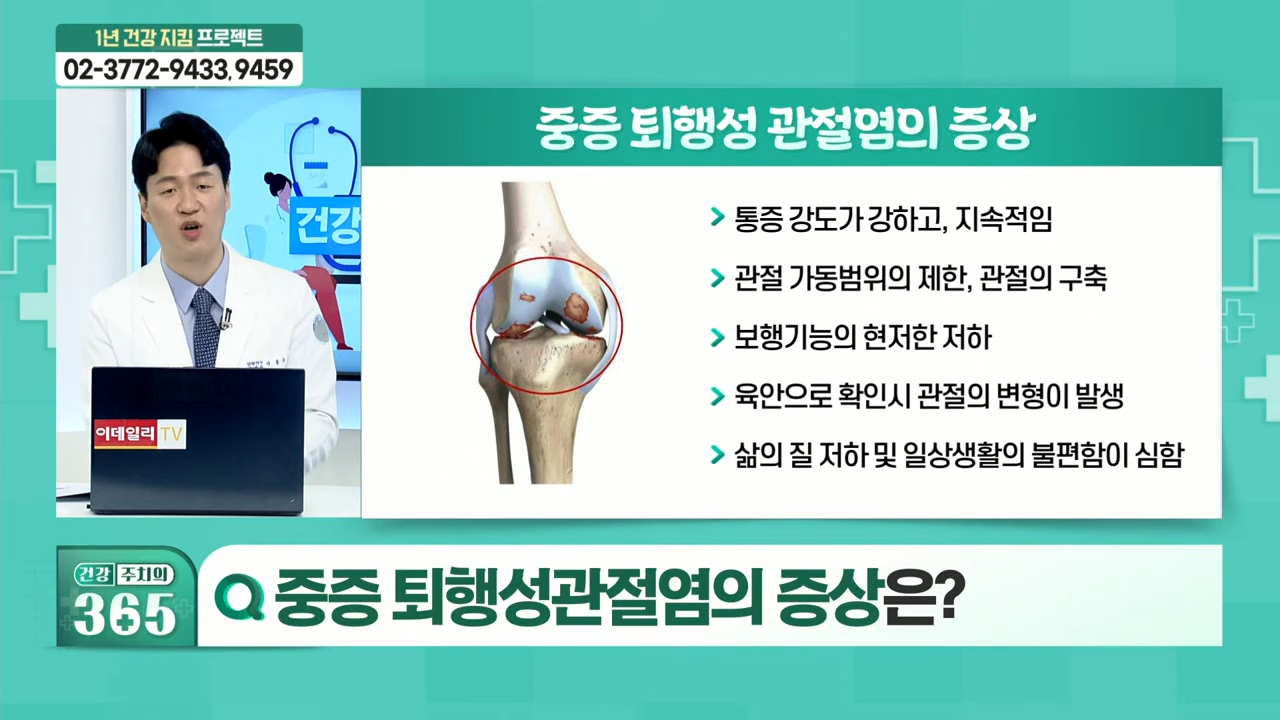 1년 건강 지킴 프로젝트
02-3772-9433, 9459
건강
중증 퇴행성 관절염의 증상
통증 강도가 강하고, 지속적임
관절 가동범위의 제한, 관절의 구축
보행기능의 현저한 저하
육안으로 확인시 관절의 변형이 발생
삶의 질 저하 및 일상생활의 불편함이 심함
이데일리TV
건강 주치의
365
Q 중증 퇴행성관절염의 증상은?